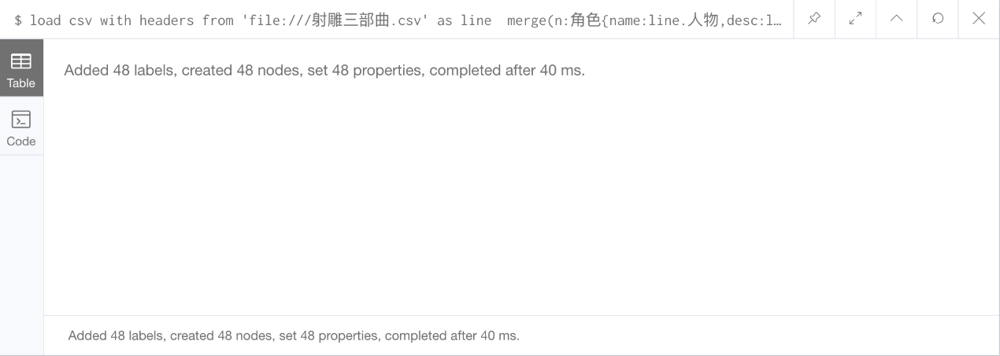 $ load csv with headers from 'file:///射雕三部曲.csv' as line  merge(n:角色{name:line.人物,desc:l…
Table
Added 48 labels, created 48 nodes, set 48 properties, completed after 40 ms.
Code
Added 48 labels, created 48 nodes, set 48 properties, completed after 40 ms.